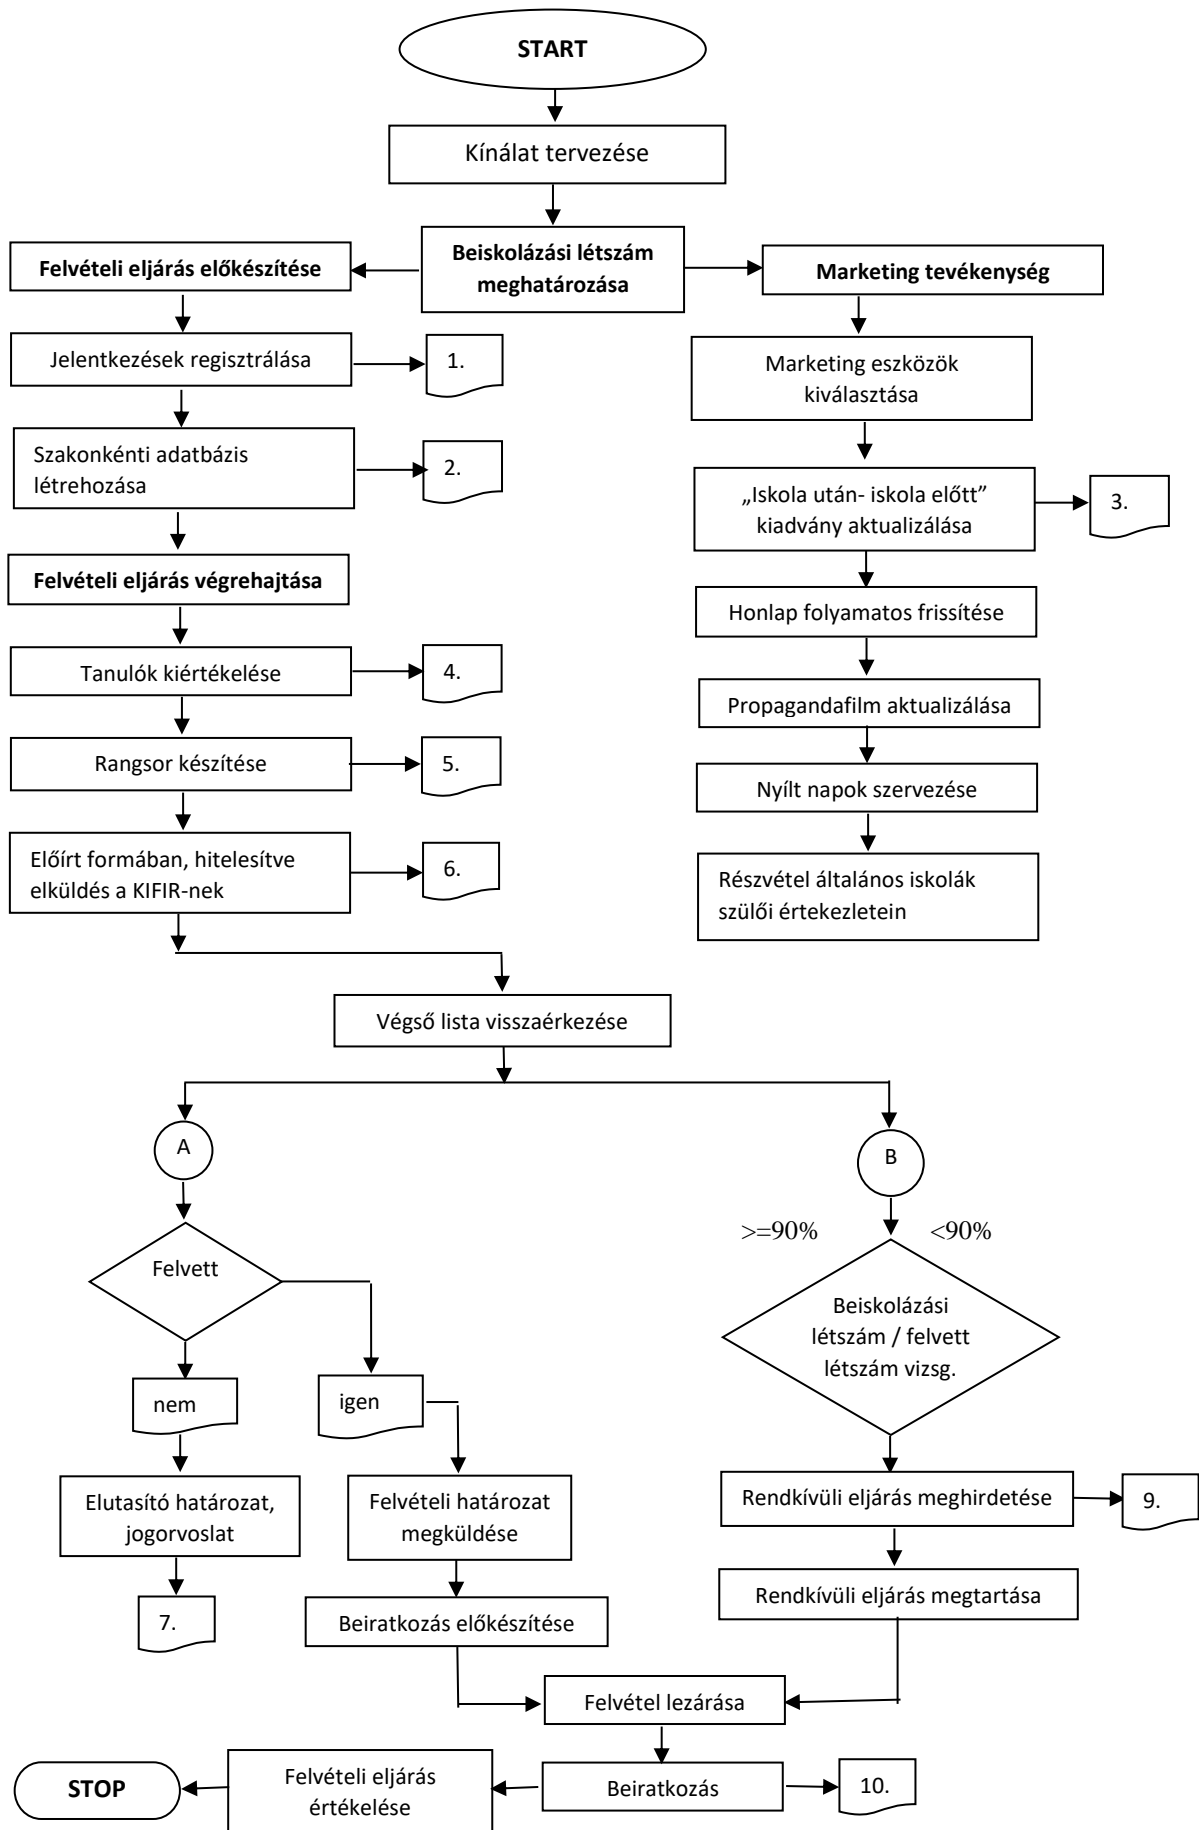 START
Kínálat tervezése
Beiskolázási létszám
meghatározása
Felvételi eljárás előkészítése
Marketing tevékenység
Jelentkezések regisztrálása
1.
Marketing eszközök
kiválasztása
Szakonkénti adatbázis
létrehozása
2.
„Iskola után- iskola előtt”
kiadvány aktualizálása
3.
Felvételi eljárás végrehajtása
Honlap folyamatos frissítése
Tanulók kiértékelése
4.
Propagandafilm aktualizálása
Rangsor készítése
5.
Nyílt napok szervezése
Előírt formában, hitelesítve
elküldés a KIFIR-nek
6.
Részvétel általános iskolák
szülői értekezletein
Végső lista visszaérkezése
A
B
>=90%
<90%
Felvett
Beiskolázási
létszám / felvett
létszám vizsg.
nem
igen
Elutasító határozat,
jogorvoslat
Felvételi határozat
megküldése
Rendkívüli eljárás meghirdetése
9.
7.
Beiratkozás előkészítése
Rendkívüli eljárás megtartása
Felvétel lezárása
STOP
Felvételi eljárás
értékelése
Beiratkozás
10.